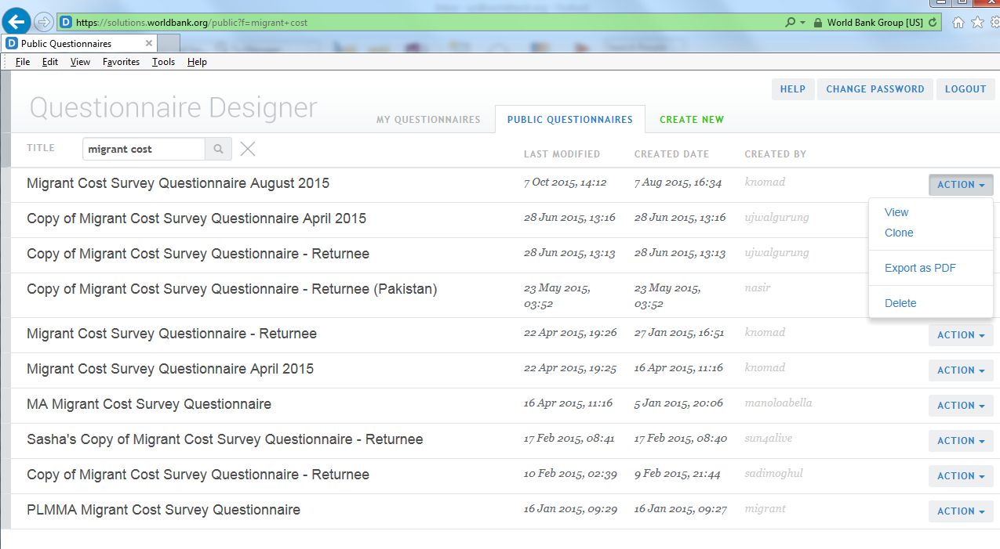 https://solutions.worldbank.org/public?f=migrant+cost
World Bank Group [US]
D Public Questionnaires
File Edit View Favorites Tools Help
HELP CHANGE PASSWORD LOGOUT
Questionnaire Designer
MY QUESTIONNAIRES PUBLIC QUESTIONNAIRES CREATE NEW
TITLE migrant cost
LAST MODIFIED CREATED DATE CREATED BY
Migrant Cost Survey Questionnaire August 2015 7 Oct 2015, 14:12 7 Aug 2015, 16:34 knomad ACTION
View
Clone
Export as PDF
Delete
Copy of Migrant Cost Survey Questionnaire April 2015 28 Jun 2015, 13:16 28 Jun 2015, 13:16 ujwalgurung
Copy of Migrant Cost Survey Questionnaire - Returnee 28 Jun 2015, 13:13 28 Jun 2015, 13:13 ujwalgurung
Copy of Migrant Cost Survey Questionnaire - Returnee (Pakistan) 23 May 2015, 23 May 2015, nasir
03:52 03:52
Migrant Cost Survey Questionnaire - Returnee 22 Apr 2015, 19:26 27 Jan 2015, 16:51 knomad ACTION
Migrant Cost Survey Questionnaire April 2015 22 Apr 2015, 19:25 16 Apr 2015, 11:16 knomad ACTION
MA Migrant Cost Survey Questionnaire 16 Apr 2015, 11:16 5 Jan 2015, 20:06 manoloabella ACTION
Sasha's Copy of Migrant Cost Survey Questionnaire - Returnee 17 Feb 2015, 08:41 17 Feb 2015, 08:40 sun4alive ACTION
Copy of Migrant Cost Survey Questionnaire - Returnee 10 Feb 2015, 02:39 9 Feb 2015, 21:44 sadimoghul ACTION
PLMMA Migrant Cost Survey Questionnaire 16 Jan 2015, 09:29 16 Jan 2015, 09:27 migrant ACTION